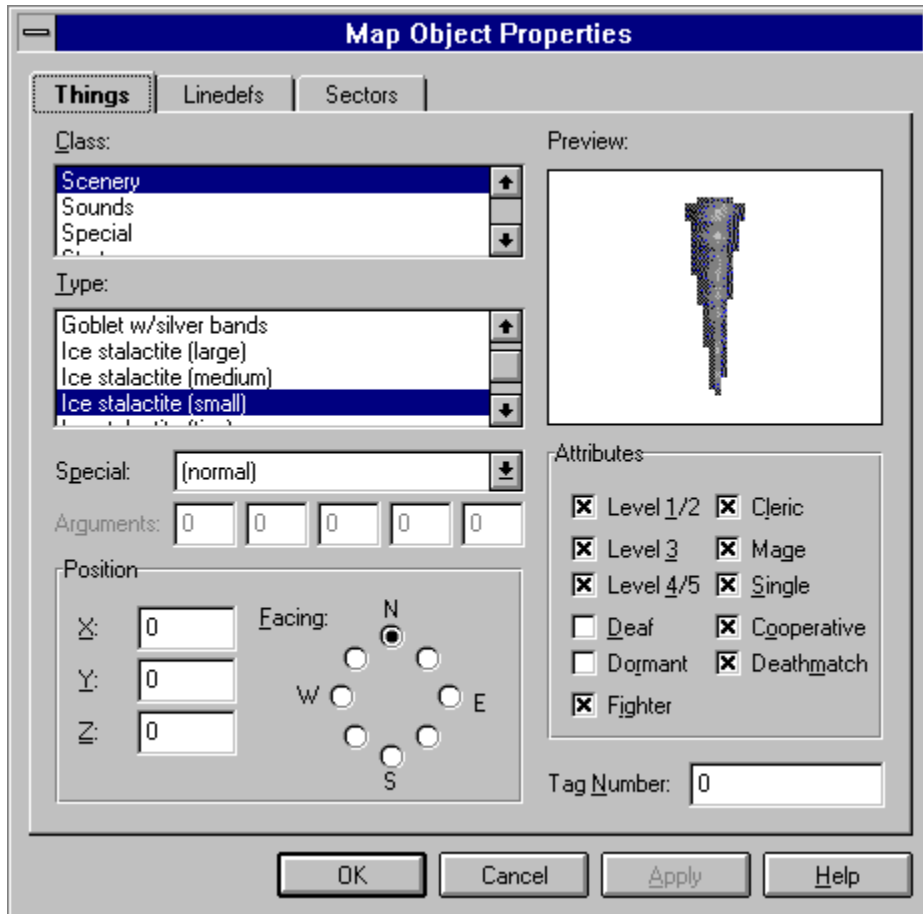 Map Object Properties
Things Linedefs Sectors
Class:
Scenery
Sounds
Special
Type:
Goblet w/silver bands
Ice stalactite (large)
Ice stalactite (medium)
Ice stalactite (small)
Special: (normal)
Arguments: 0 0 0 0 0
Position
X: 0
Y: 0
Z: 0
Facing:
N
W E
S
Preview:
Attributes
Level 1/2 Cleric
Level 3 Mage
Level 4/5 Single
Deaf Cooperative
Dormant Deathmatch
Fighter
Tag Number: 0
OK Cancel Apply Help